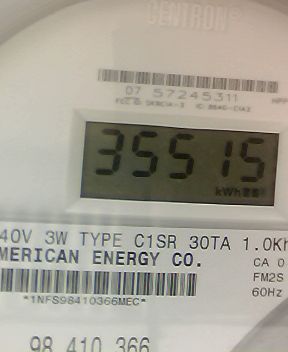 CENTRON®
07 57245311
35515
kWh
40V 3W TYPE C1SR 30TA 1.0Kh
MERICAN ENERGY CO.
CA 0
FM2S
*1NFS98410366MEC*
60Hz
98 410 366